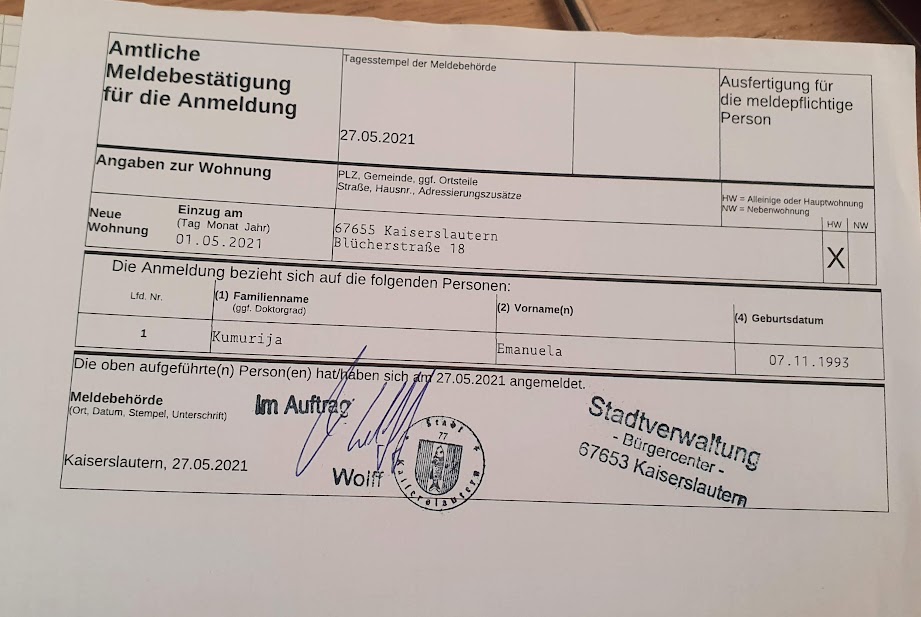 Amtliche
Meldebestätigung
für die Anmeldung
Tagesstempel der Meldebehörde
27.05.2021
Ausfertigung für
die meldepflichtige
Person
Angaben zur Wohnung
PLZ, Gemeinde, ggf. Ortsteile
Straße, Hausnr., Adressierungszusätze
HW = Alleinige oder Hauptwohnung
NW = Nebenwohnung
HW NW
Neue
Wohnung
Einzug am
(Tag Monat Jahr)
01.05.2021
67655 Kaiserslautern
Blücherstraße 18
X
Die Anmeldung bezieht sich auf die folgenden Personen:
Lfd. Nr.
(1) Familienname
(ggf. Doktorgrad)
(2) Vorname(n)
(4) Geburtsdatum
1
Kumurija
Emanuela
07.11.1993
Die oben aufgeführte(n) Person(en) hat/haben sich am 27.05.2021 angemeldet.
Meldebehörde
(Ort, Datum, Stempel, Unterschrift)
Im Auftrag
Kaiserslautern, 27.05.2021
Wolff
Stadt
77
Kaiserslautern
Stadtverwaltung
- Bürgercenter -
67653 Kaiserslautern